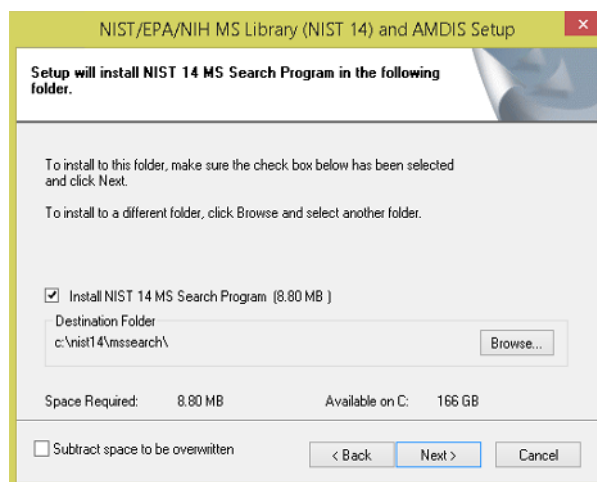 NIST/EPA/NIH MS Library (NIST 14) and AMDIS Setup
Setup will install NIST 14 MS Search Program in the following
folder.
To install to this folder, make sure the check box below has been selected
and click Next.
To install to a different folder, click Browse and select another folder.
Install NIST 14 MS Search Program (8.80 MB )
Destination Folder
c:\nist14\mssearch\
Browse...
Space Required: 8.80 MB Available on C: 166 GB
Subtract space to be overwritten
< Back Next > Cancel